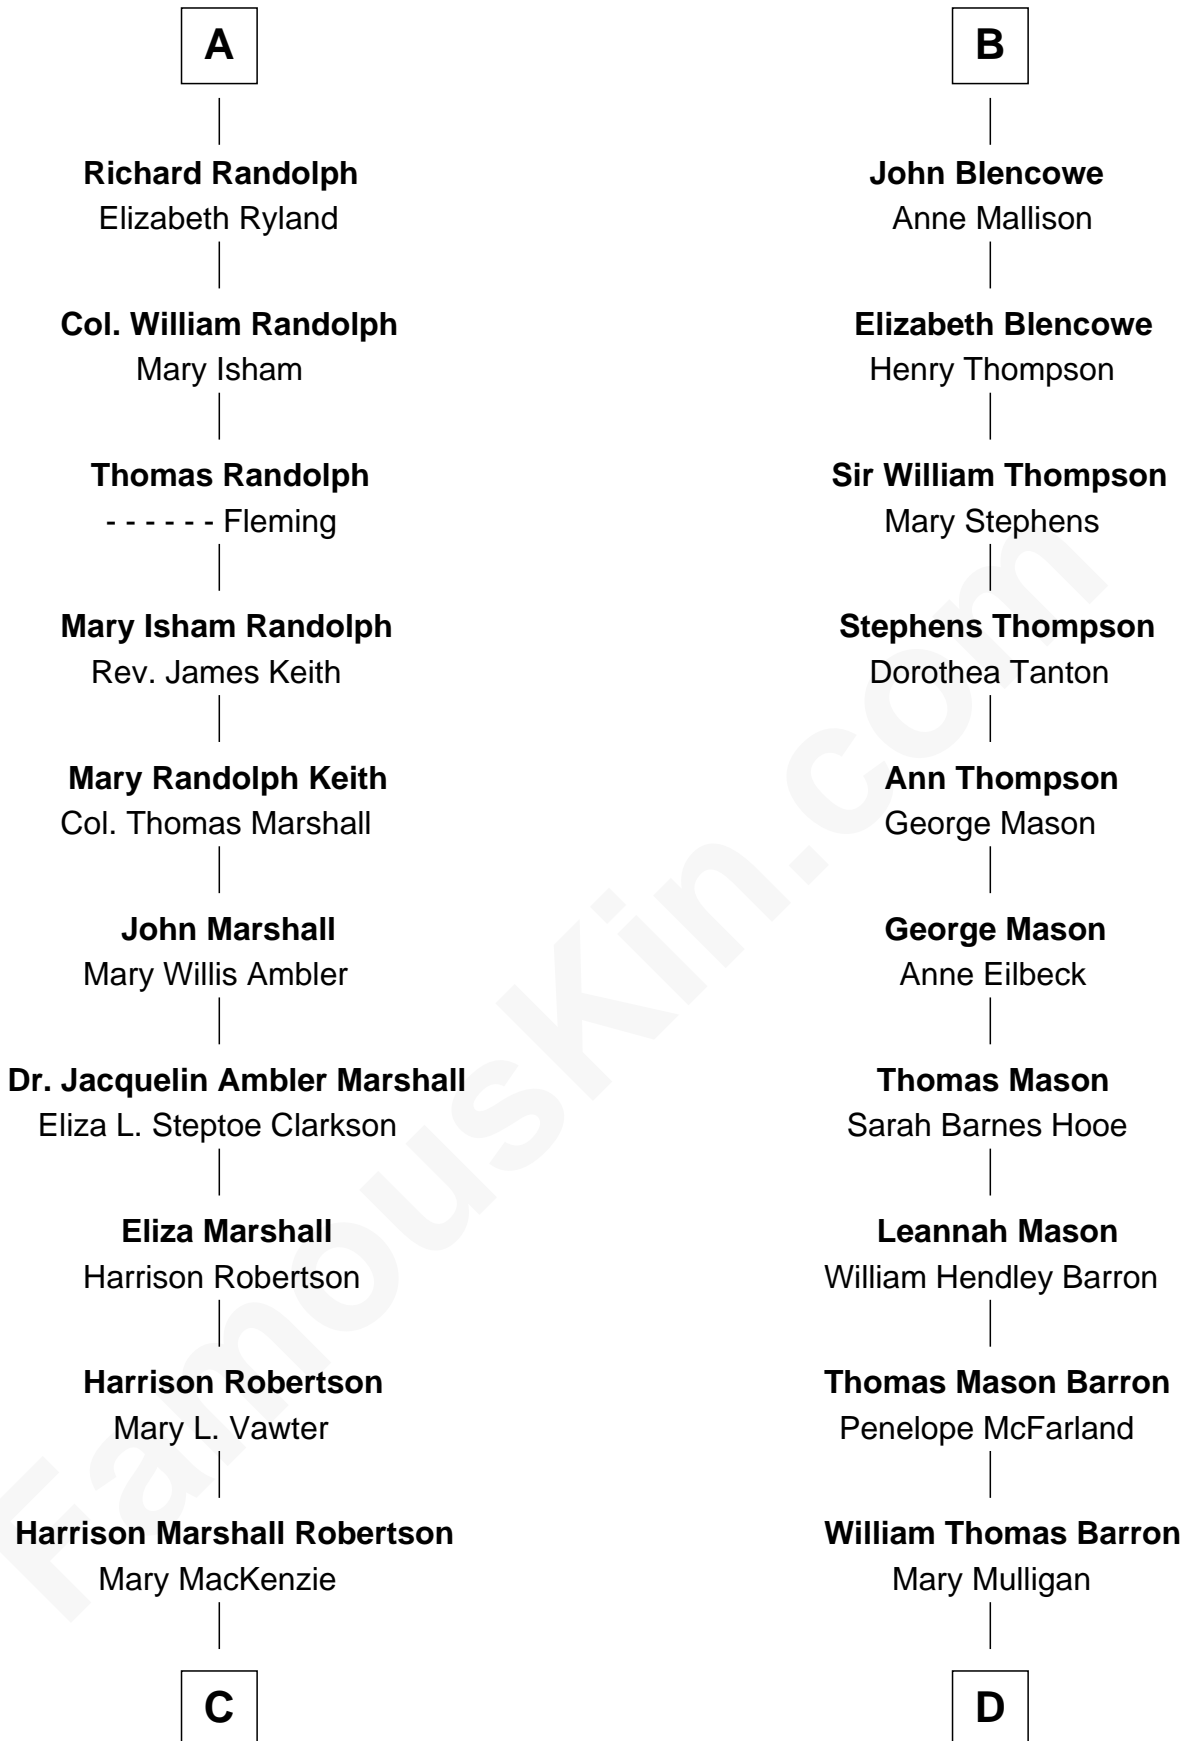 A
Richard Randolph
Elizabeth Ryland
Col. William Randolph
Mary Isham
Thomas Randolph
- - - - - - Fleming
Mary Isham Randolph
Rev. James Keith
Mary Randolph Keith
Col. Thomas Marshall
John Marshall
Mary Willis Ambler
Dr. Jacquelin Ambler Marshall
Eliza L. Steptoe Clarkson
Eliza Marshall
Harrison Robertson
Harrison Robertson
Mary L. Vawter
Harrison Marshall Robertson
Mary MacKenzie
C
B
John Blencowe
Anne Mallison
Elizabeth Blencowe
Henry Thompson
Sir William Thompson
Mary Stephens
Stephens Thompson
Dorothea Tanton
Ann Thompson
George Mason
George Mason
Anne Eilbeck
Thomas Mason
Sarah Barnes Hooe
Leannah Mason
William Hendley Barron
Thomas Mason Barron
Penelope McFarland
William Thomas Barron
Mary Mulligan
D
FamousKin.com